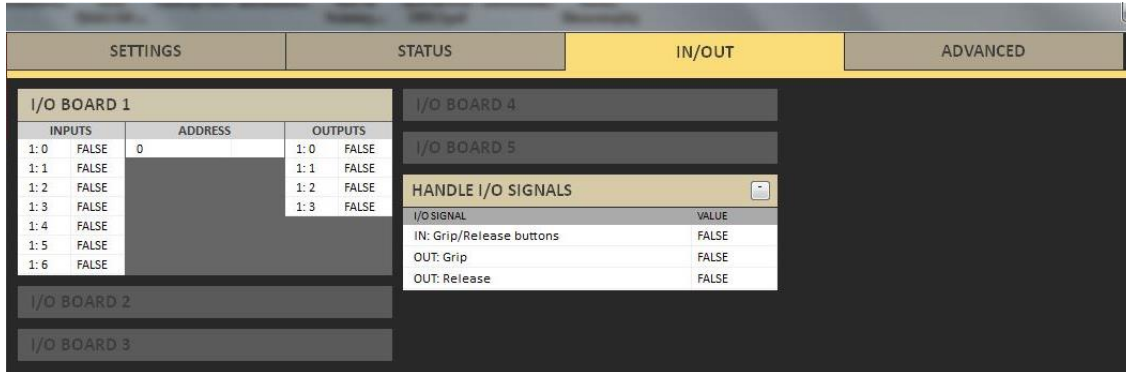 SETTINGS STATUS IN/OUT ADVANCED
I/O BOARD 1
INPUTS ADDRESS OUTPUTS
1: 0 FALSE 0 1: 0 FALSE
1: 1 FALSE 1: 1 FALSE
1: 2 FALSE 1: 2 FALSE
1: 3 FALSE 1: 3 FALSE
1: 4 FALSE
1: 5 FALSE
1: 6 FALSE
I/O BOARD 2
I/O BOARD 3
I/O BOARD 4
I/O BOARD 5
HANDLE I/O SIGNALS -
I/O SIGNAL VALUE
IN: Grip/Release buttons FALSE
OUT: Grip FALSE
OUT: Release FALSE